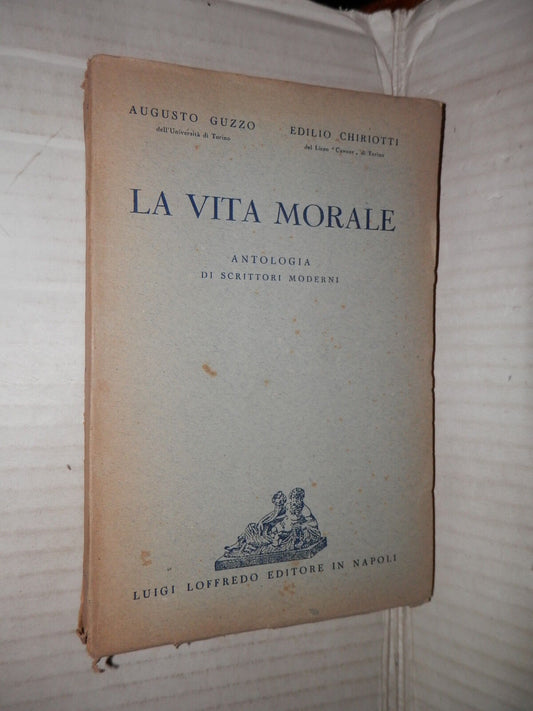 AUGUSTO GUZZO
dell'Università di Torino
EDILIO CHIRIOTTI
del Liceo "Cavour„ di Torino
LA VITA MORALE
ANTOLOGIA
DI SCRITTORI MODERNI
LUIGI LOFFREDO EDITORE IN NAPOLI